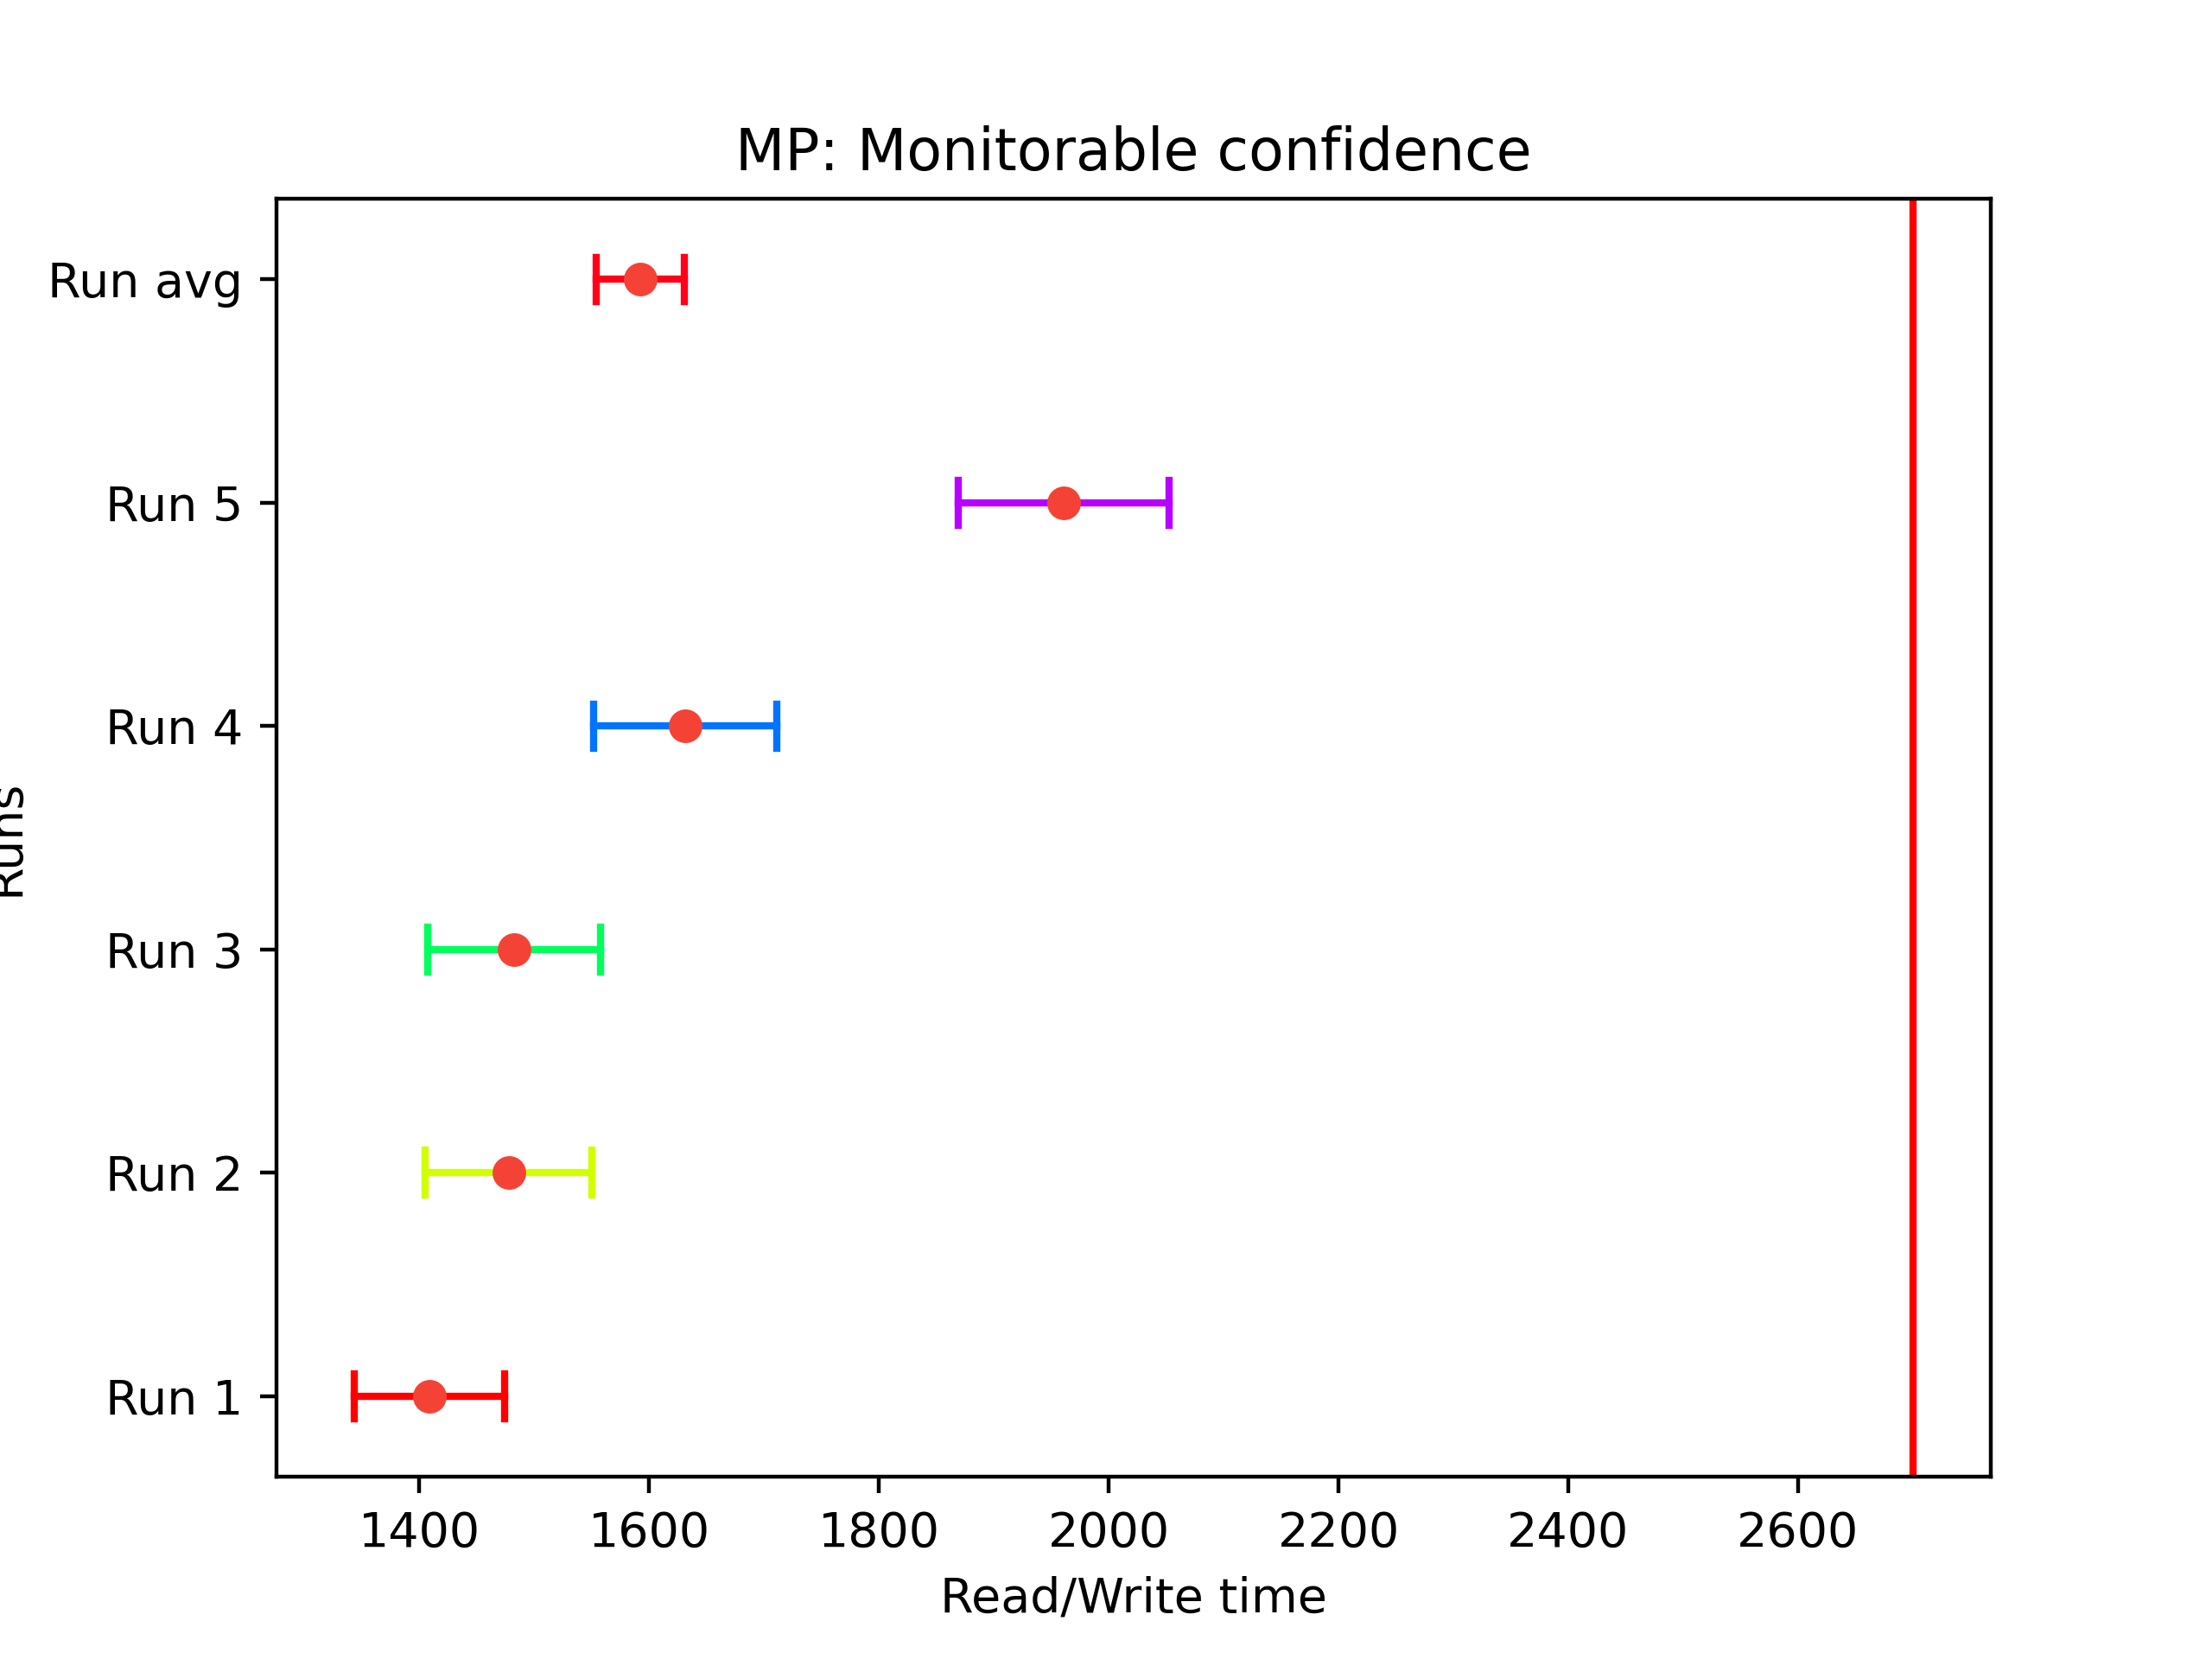 MP: Monitorable confidence
Run avg
Run 5
Run 4
Run 3
Run 2
Run 1
Runs
1400 1600 1800 2000 2200 2400 2600
Read/Write time